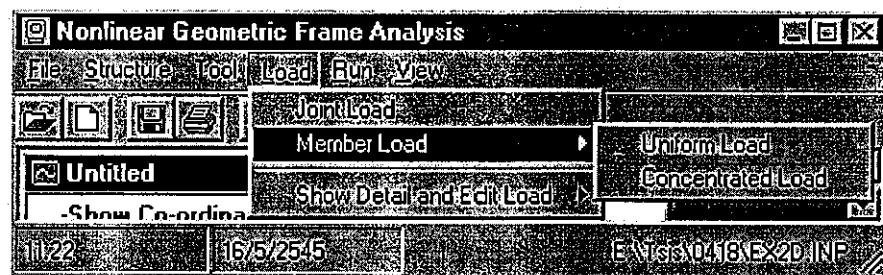 Nonlinear Geometric Frame Analysis
File Structure Tool Load Run View
Joint Load
Member Load
Uniform Load
Concentrated Load
Untitled
Show Detail and Edit Load
-Show Co-ordina
11:22 16/5/2545 E:\Tsis\0418\EX2D.INP